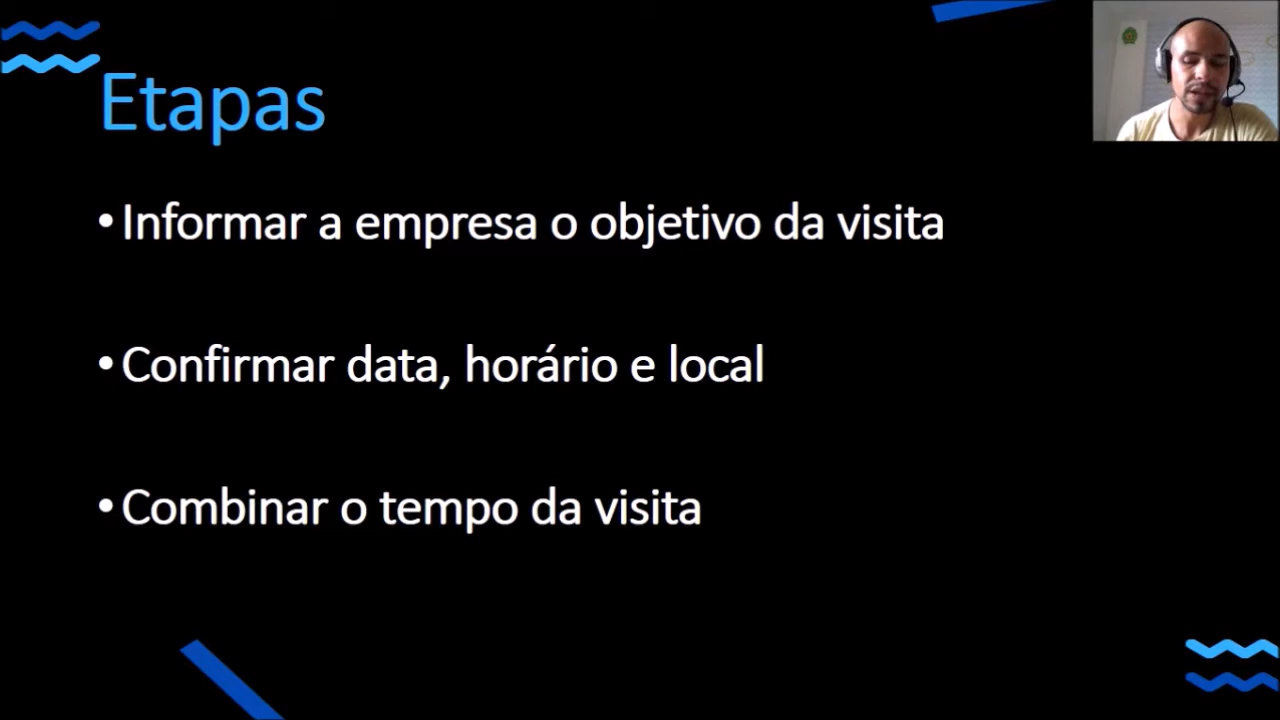 Etapas
• Informar a empresa o objetivo da visita
• Confirmar data, horário e local
• Combinar o tempo da visita